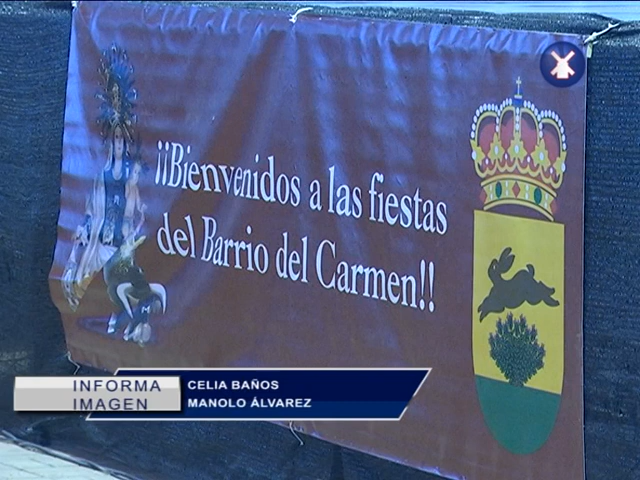 ¡¡Bienvenidos a las fiestas
del Barrio del Carmen!!
INFORMA CELIA BAÑOS
IMAGEN MANOLO ÁLVAREZ